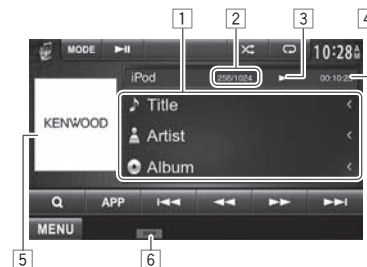 1 2 3 4
MODE 10:28
iPod 256/1024 00:10:25
Title
KENWOOD
Artist
Album
APP
MENU
5 6